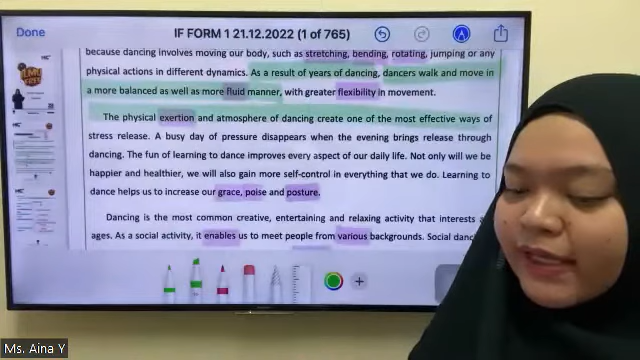 Done
IF FORM 1 21.12.2022 (1 of 765)
because dancing involves moving our body, such as stretching, bending, rotating, jumping or any
physical actions in different dynamics. As a result of years of dancing, dancers walk and move in
a more balanced as well as more fluid manner, with greater flexibility in movement.
The physical exertion and atmosphere of dancing create one of the most effective ways of
stress release. A busy day of pressure disappears when the evening brings release through
dancing. The fun of learning to dance improves every aspect of our daily life. Not only will we be
happier and healthier, we will also gain more self-control in everything that we do. Learning to
dance helps us to increase our grace, poise and posture.
Dancing is the most common creative, entertaining and relaxing activity that interests
ages. As a social activity, it enables us to meet people from various backgrounds. Social
Ms. Aina Y